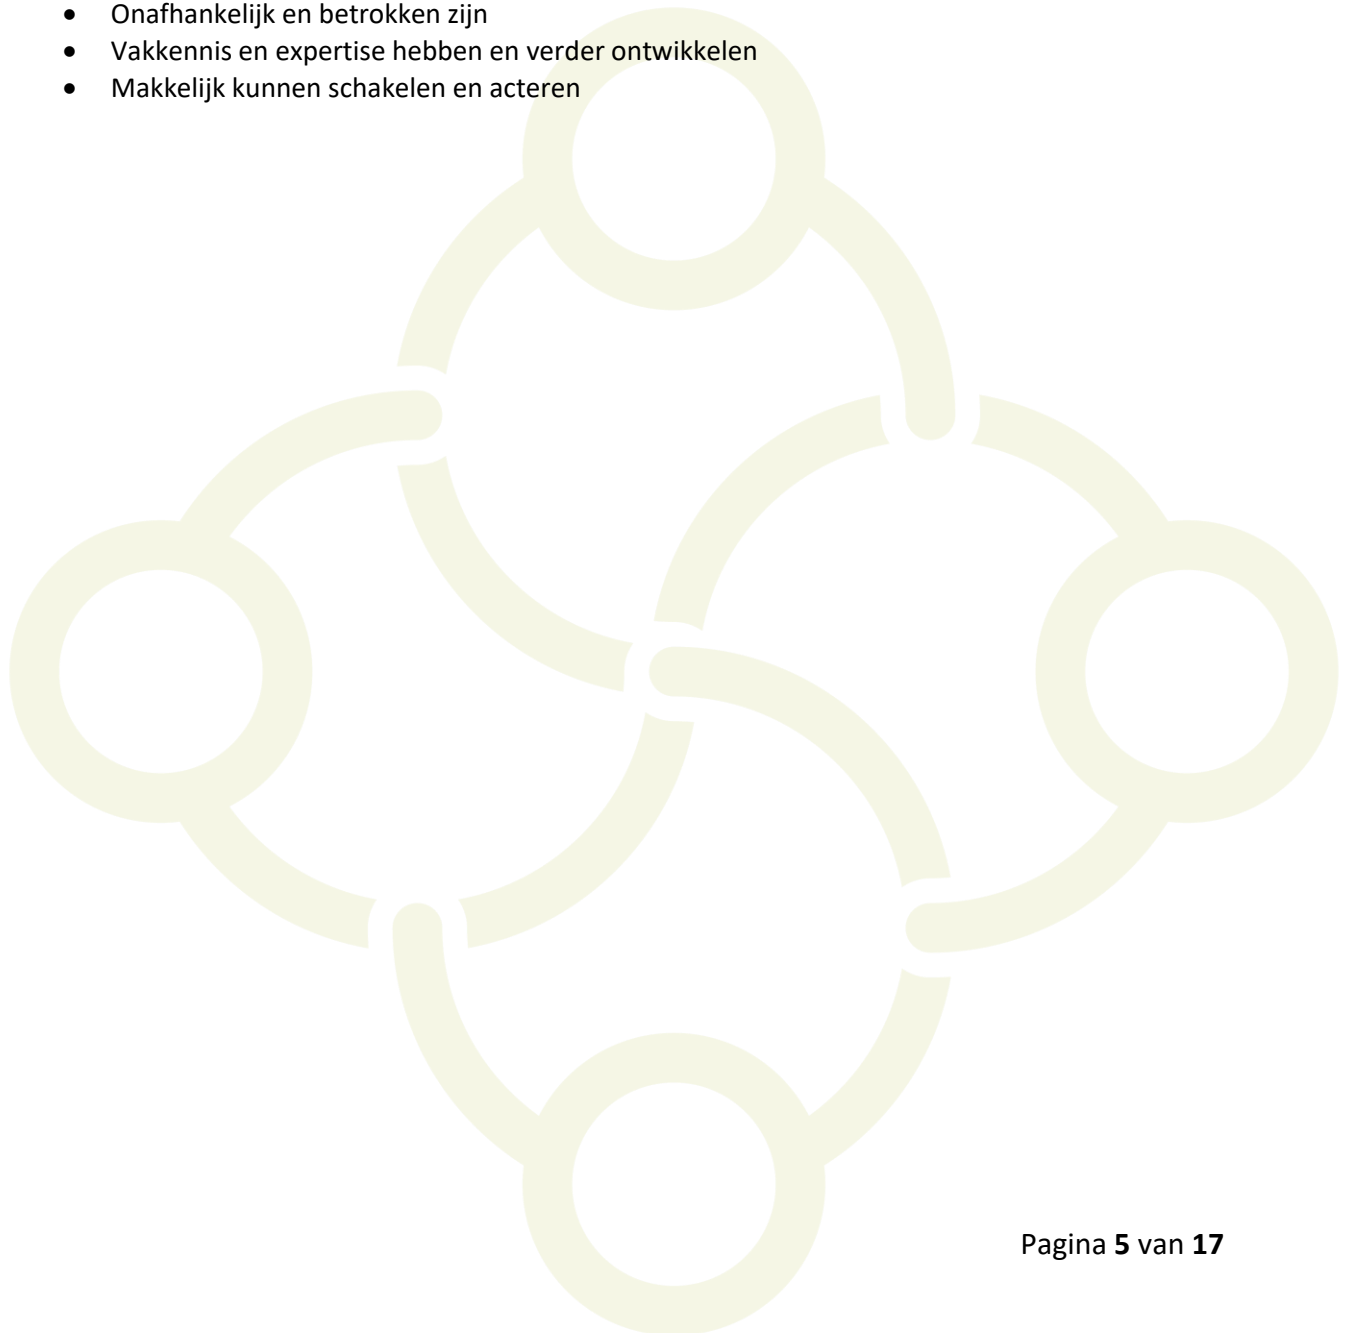 • Onafhankelijk en betrokken zijn
• Vakkennis en expertise hebben en verder ontwikkelen
• Makkelijk kunnen schakelen en acteren
Pagina 5 van 17